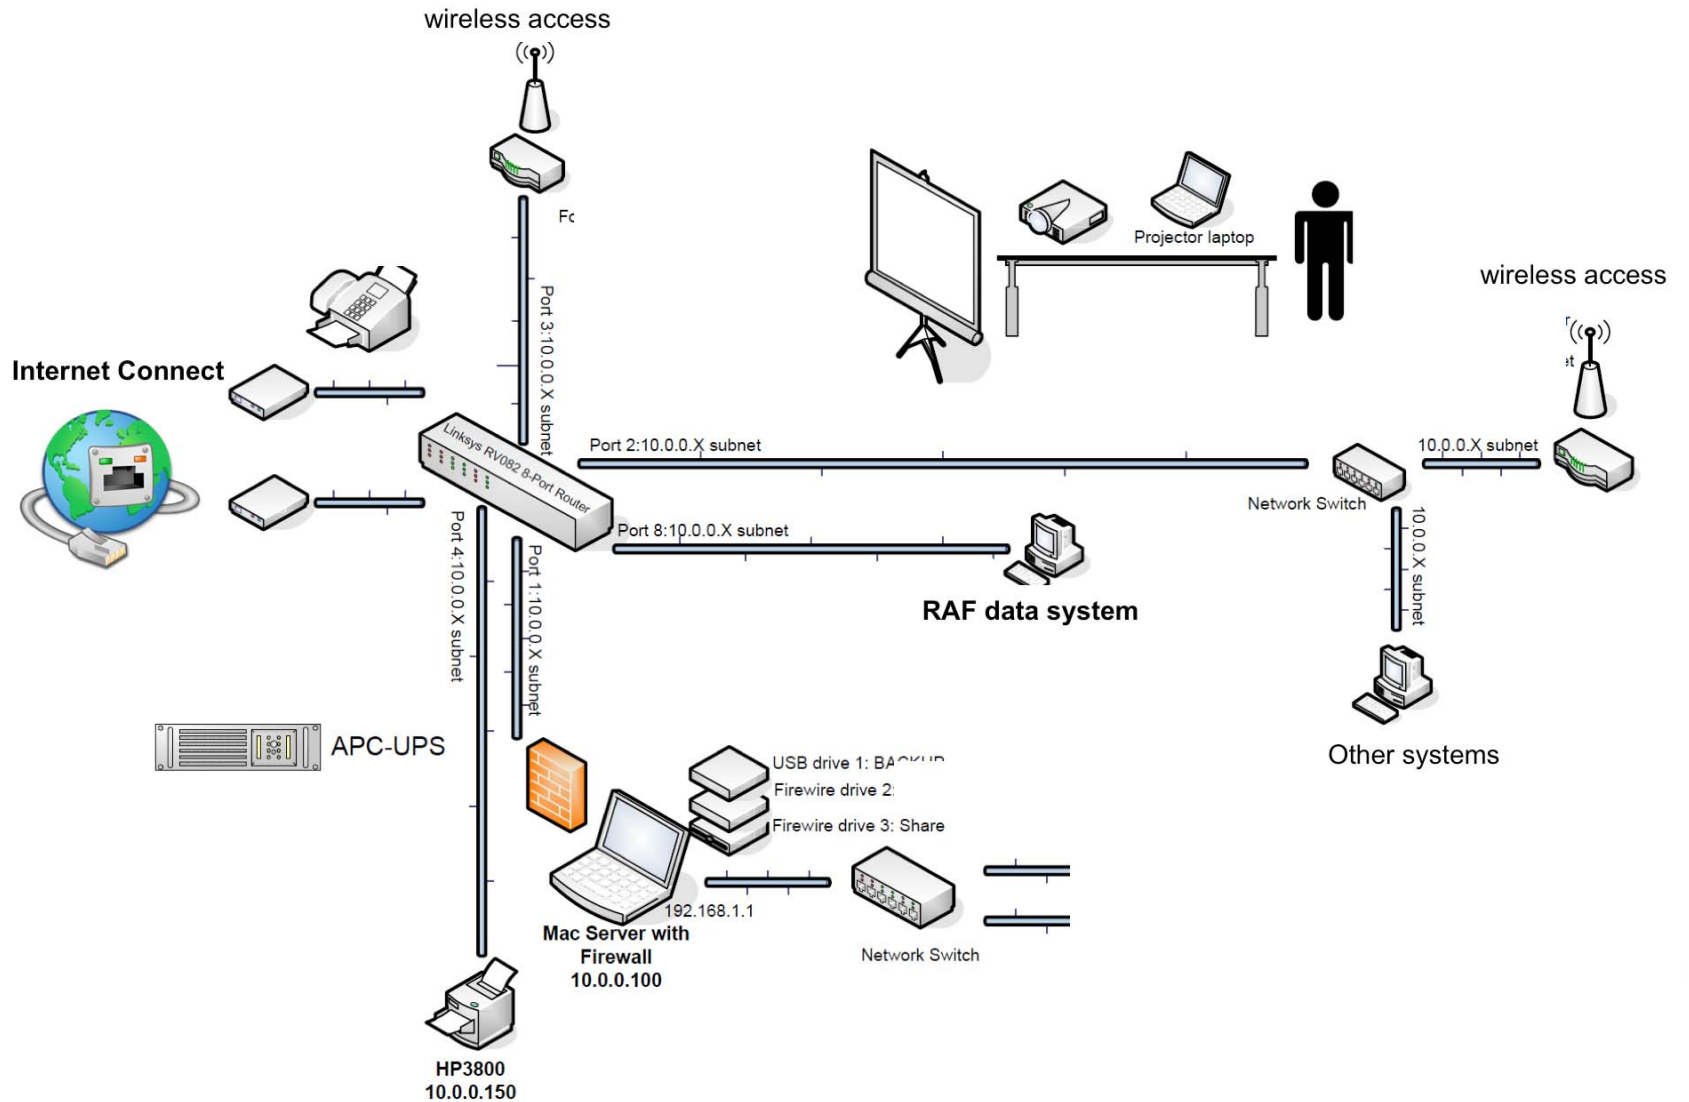 wireless access
Fo
Port 3:10.0.0.X subnet
Projector laptop
wireless access
Internet Connect
Linksys RV082 8-Port Router
Port 2:10.0.0.X subnet
10.0.0.X subnet
Network Switch
Port 8:10.0.0.X subnet
10.0.0.X subnet
Port 4:10.0.0.X subnet
Port 1:10.0.0.X subnet
RAF data system
APC-UPS
Other systems
USB drive 1: BACKUP
Firewire drive 2:
Firewire drive 3: Share
192.168.1.1
Mac Server with
Firewall
10.0.0.100
Network Switch
HP3800
10.0.0.150